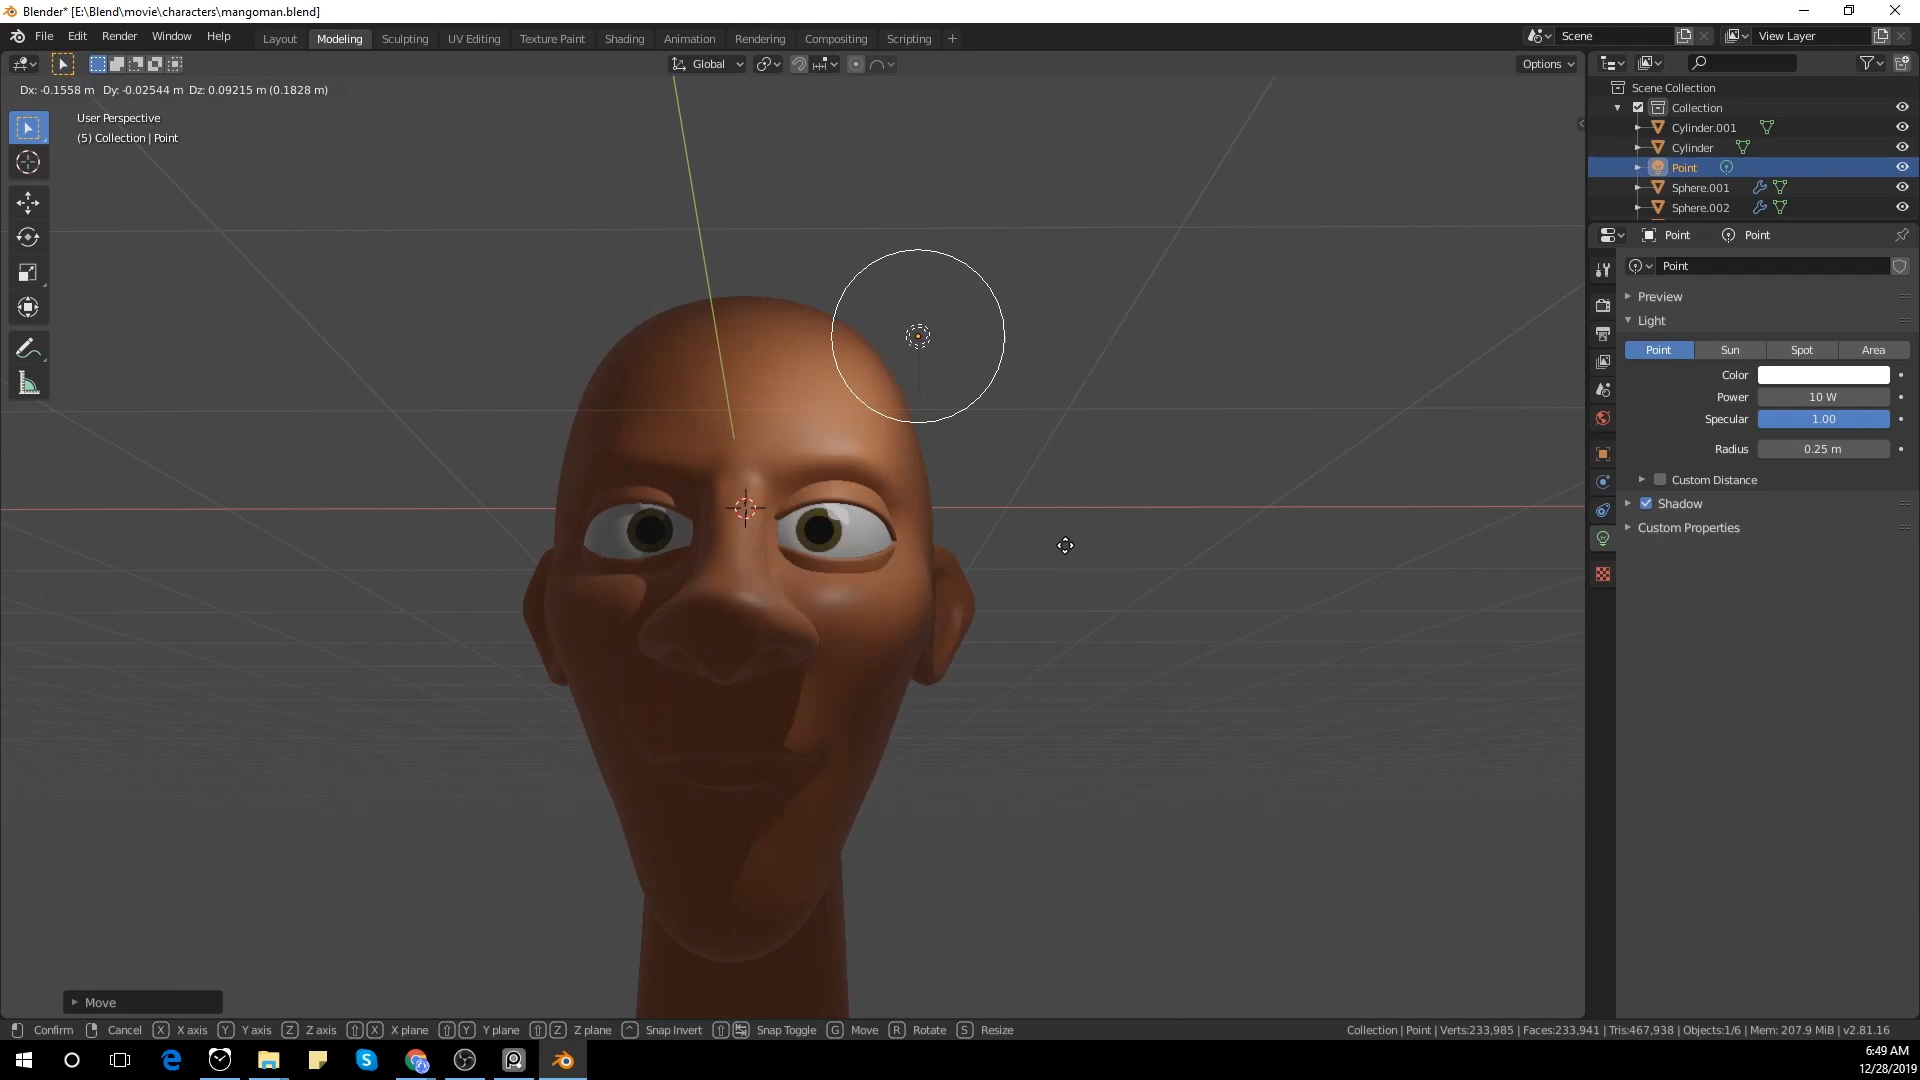 Blender* [E:\Blend\movie\characters\mangoman.blend]
File Edit Render Window Help Layout Modeling Sculpting UV Editing Texture Paint Shading Animation Rendering Compositing Scripting + Scene View Layer
Global Options
Dx: -0.1558 m Dy: -0.02544 m Dz: 0.09215 m (0.1828 m)
User Perspective
(5) Collection | Point
Scene Collection
Collection
Cylinder.001
Cylinder
Point
Sphere.001
Sphere.002
Point Point
Point
Preview
Light
Point Sun Spot Area
Color
Power 10 W
Specular 1.00
Radius 0.25 m
Custom Distance
Shadow
Custom Properties
Move
Confirm Cancel X X axis Y Y axis Z Z axis X X plane Y Y plane Z Z plane Snap Invert Snap Toggle G Move R Rotate S Resize
Collection | Point | Verts:233,985 | Faces:233,941 | Tris:467,938 | Objects:1/6 | Mem: 207.9 MiB | v2.81.16
6:49 AM
12/28/2019